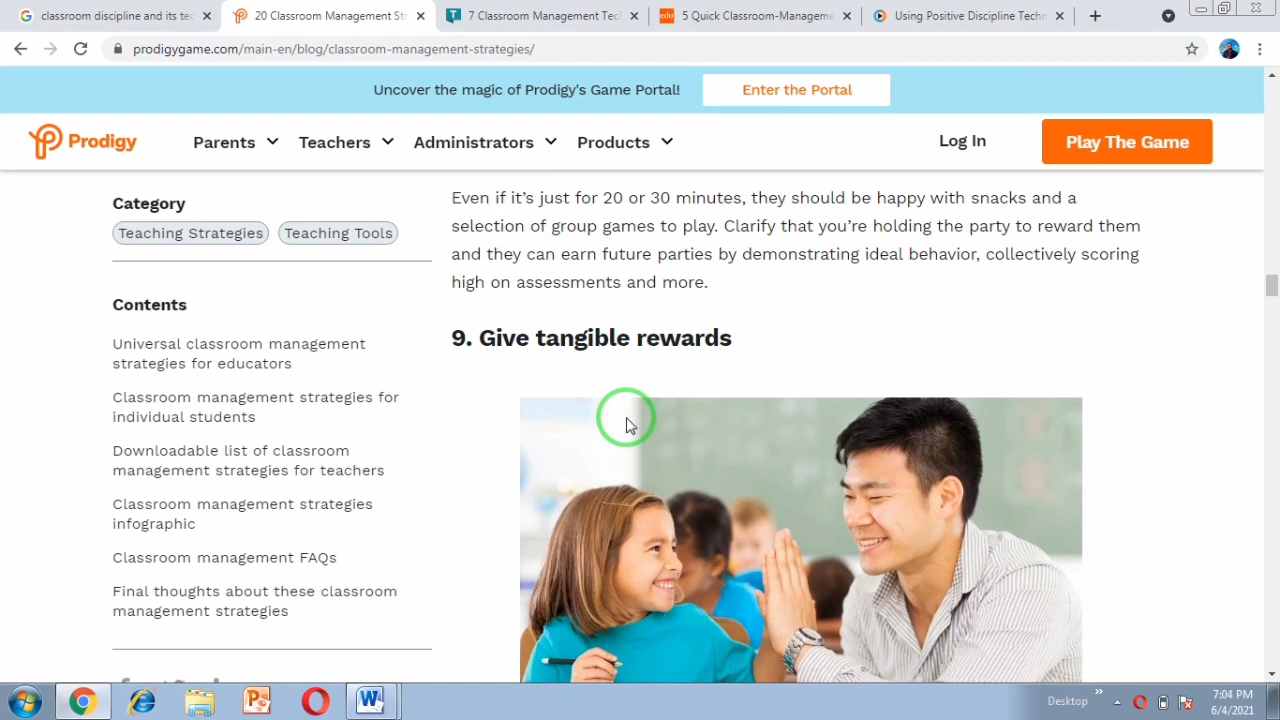 classroom discipline and its te
20 Classroom Management St
7 Classroom Management Tec
5 Quick Classroom-Manageme
Using Positive Discipline Techn
prodigygame.com/main-en/blog/classroom-management-strategies/
Uncover the magic of Prodigy's Game Portal!
Enter the Portal
Prodigy
Parents
Teachers
Administrators
Products
Log In
Play The Game
Category
Teaching Strategies
Teaching Tools
Contents
Universal classroom management
strategies for educators
Classroom management strategies for
individual students
Downloadable list of classroom
management strategies for teachers
Classroom management strategies
infographic
Classroom management FAQs
Final thoughts about these classroom
management strategies
Even if it's just for 20 or 30 minutes, they should be happy with snacks and a
selection of group games to play. Clarify that you're holding the party to reward them
and they can earn future parties by demonstrating ideal behavior, collectively scoring
high on assessments and more.
9. Give tangible rewards
Desktop
7:04 PM
6/4/2021